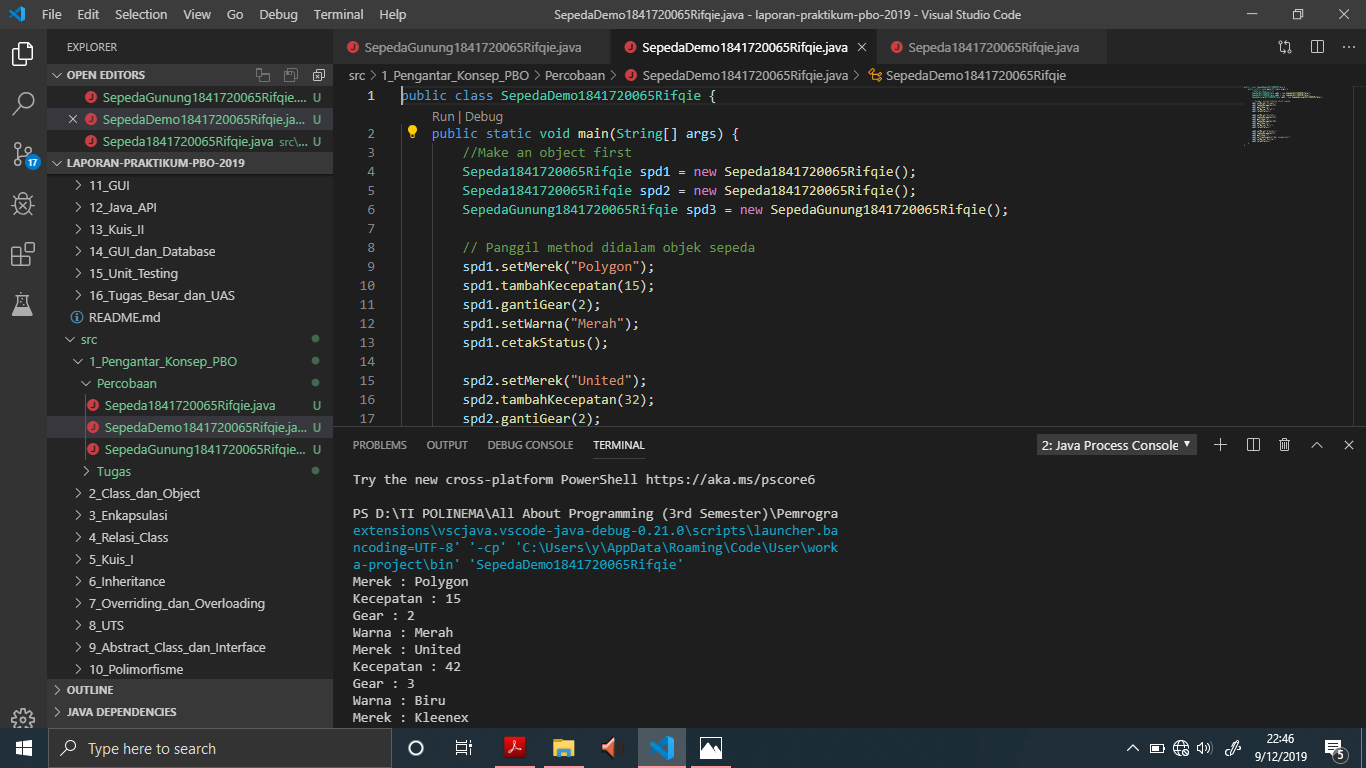 File Edit Selection View Go Debug Terminal Help SepedaDemo1841720065Rifqie.java - laporan-praktikum-pbo-2019 - Visual Studio Code
EXPLORER
OPEN EDITORS
SepedaGunung1841720065Rifqie.... U
SepedaDemo1841720065Rifqie.ja... U
Sepeda1841720065Rifqie.java src\... U
LAPORAN-PRAKTIKUM-PBO-2019
11_GUI
12_Java_API
13_Kuis_II
14_GUI_dan_Database
15_Unit_Testing
16_Tugas_Besar_dan_UAS
README.md
src
1_Pengantar_Konsep_PBO
Percobaan
Sepeda1841720065Rifqie.java U
SepedaDemo1841720065Rifqie.ja... U
SepedaGunung1841720065Rifqie... U
Tugas
2_Class_dan_Object
3_Enkapsulasi
4_Relasi_Class
5_Kuis_I
6_Inheritance
7_Overriding_dan_Overloading
8_UTS
9_Abstract_Class_dan_Interface
10_Polimorfisme
OUTLINE
JAVA DEPENDENCIES
17
SepedaGunung1841720065Rifqie.java SepedaDemo1841720065Rifqie.java Sepeda1841720065Rifqie.java
src > 1_Pengantar_Konsep_PBO > Percobaan > SepedaDemo1841720065Rifqie.java > SepedaDemo1841720065Rifqie
1 public class SepedaDemo1841720065Rifqie {
Run | Debug
2 public static void main(String[] args) {
3 //Make an object first
4 Sepeda1841720065Rifqie spd1 = new Sepeda1841720065Rifqie();
5 Sepeda1841720065Rifqie spd2 = new Sepeda1841720065Rifqie();
6 SepedaGunung1841720065Rifqie spd3 = new SepedaGunung1841720065Rifqie();
7
8 // Panggil method didalam objek sepeda
9 spd1.setMerek("Polygon");
10 spd1.tambahKecepatan(15);
11 spd1.gantiGear(2);
12 spd1.setWarna("Merah");
13 spd1.cetakStatus();
14
15 spd2.setMerek("United");
16 spd2.tambahKecepatan(32);
17 spd2.gantiGear(2);
PROBLEMS OUTPUT DEBUG CONSOLE TERMINAL 2: Java Process Console
Try the new cross-platform PowerShell https://aka.ms/pscore6
PS D:\TI POLINEMA\All About Programming (3rd Semester)\Pemrogra
extensions\vscjava.vscode-java-debug-0.21.0\scripts\launcher.ba
ncoding=UTF-8' '-cp' 'C:\Users\y\AppData\Roaming\Code\User\work
a-project\bin' 'SepedaDemo1841720065Rifqie'
Merek : Polygon
Kecepatan : 15
Gear : 2
Warna : Merah
Merek : United
Kecepatan : 42
Gear : 3
Warna : Biru
Merek : Kleenex
Type here to search
22:46
9/12/2019
5